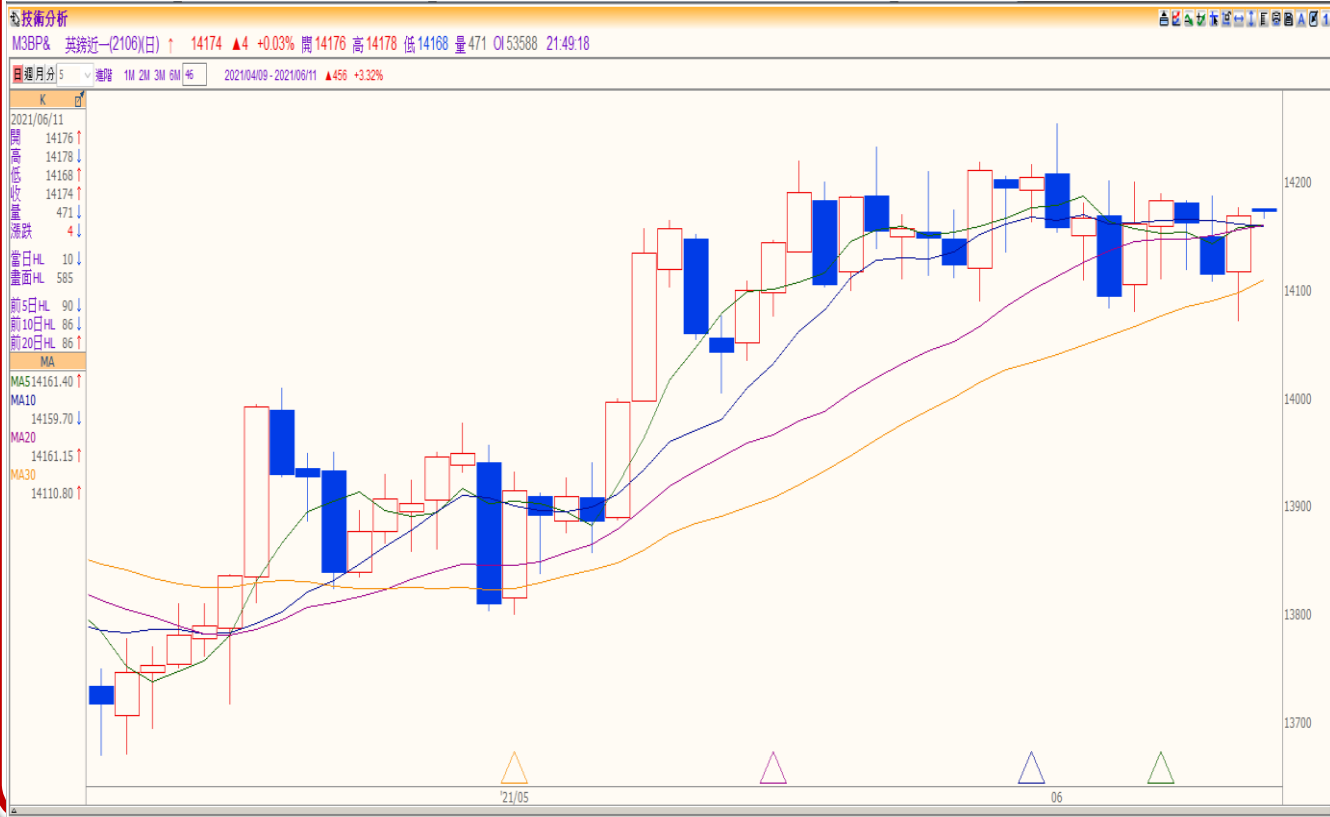 技術分析
M3BP& 英鎊近一(2106)(日) ↑ 14174 ▲4 +0.03% 開 14176 高 14178 低 14168 量 471 OI 53588 21:49:18
日 週 月 分 5 進階 1M 2M 3M 6M 46 2021/04/09 - 2021/06/11 ▲456 +3.32%
K
2021/06/11
開 14176↑
高 14178↓
低 14168↑
收 14174↑
量 471↓
漲跌 4↓
當日HL 10↓
畫面HL 585
前5日HL 90↓
前10日HL 86↓
前20日HL 86↑
MA
MA5 14161.40↑
MA10
14159.70↓
MA20
14161.15↑
MA30
14110.80↑
14200
14100
14000
13900
13800
13700
'21/05 06